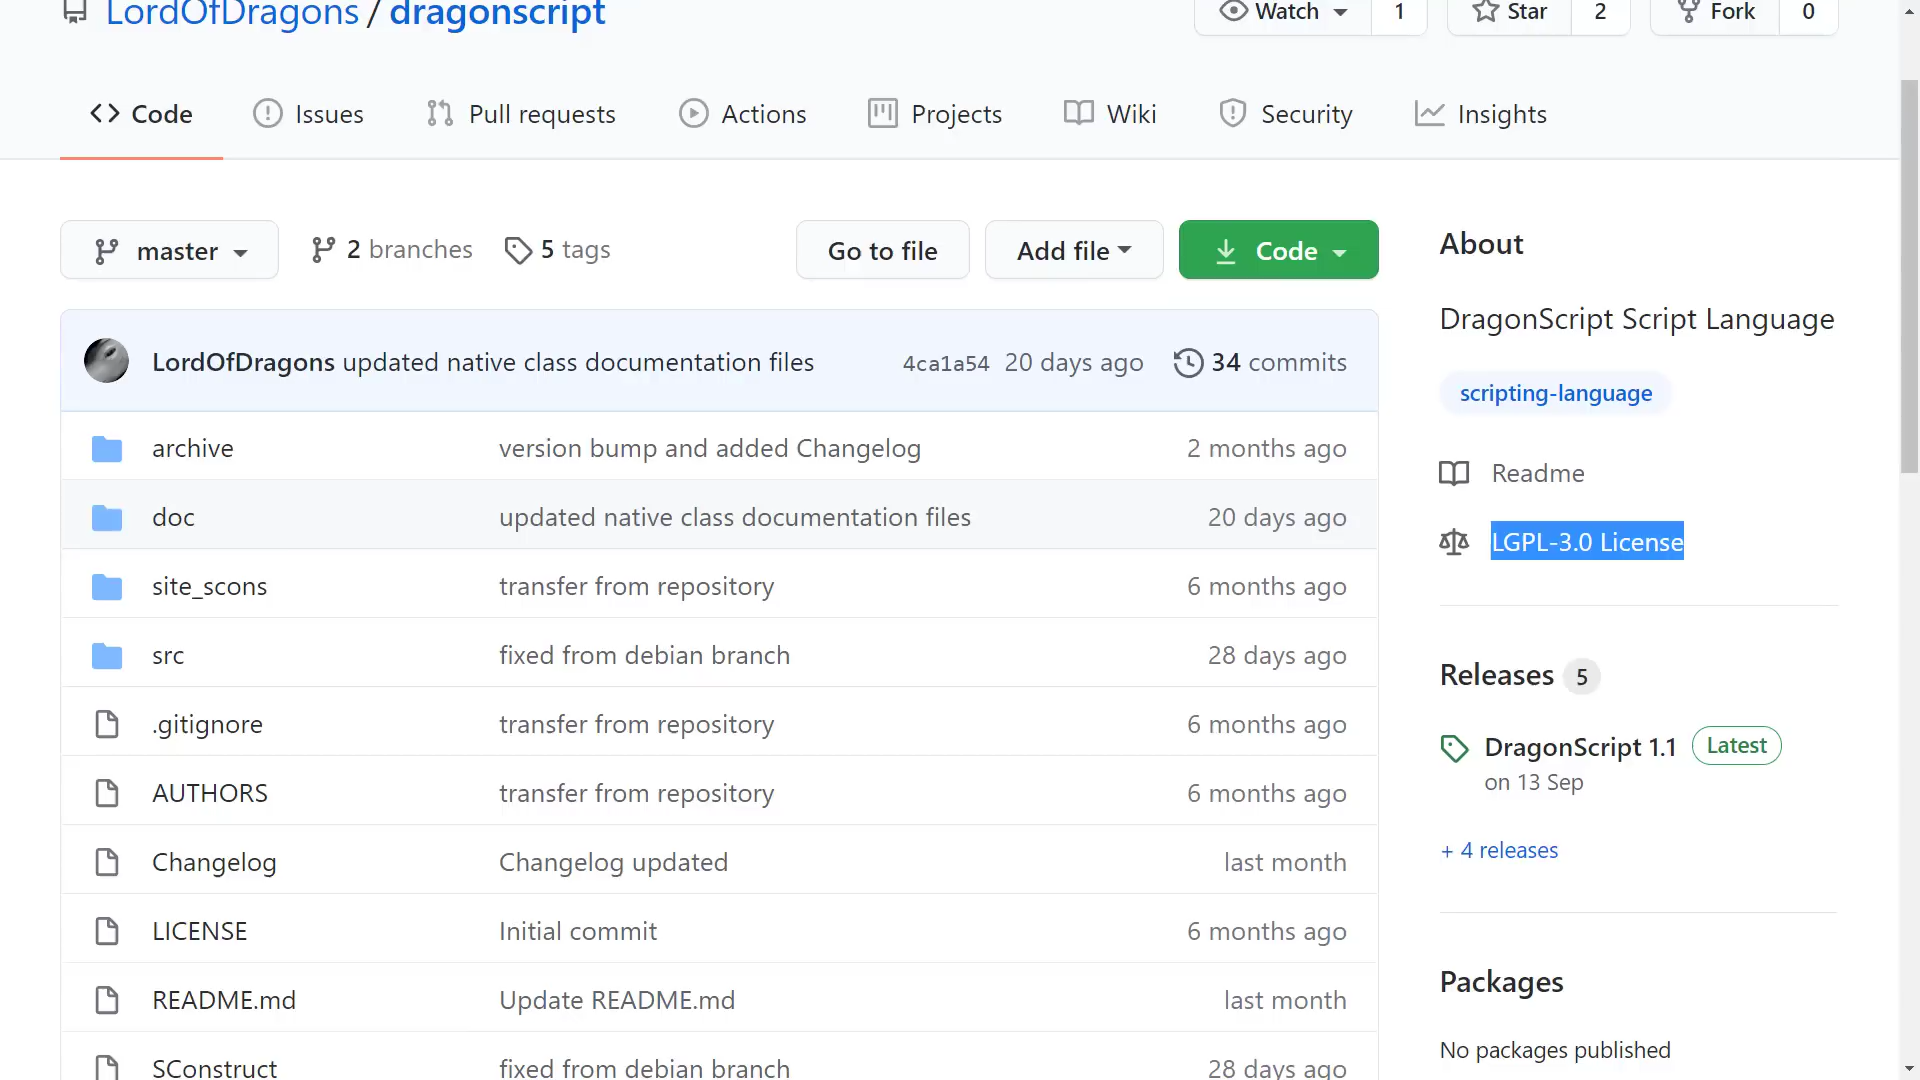 LordOfDragons / dragonscript
Watch 1 Star 2 Fork 0
Code Issues Pull requests Actions Projects Wiki Security Insights
master 2 branches 5 tags Go to file Add file Code
LordOfDragons updated native class documentation files 4ca1a54 20 days ago 34 commits
archive version bump and added Changelog 2 months ago
doc updated native class documentation files 20 days ago
site_scons transfer from repository 6 months ago
src fixed from debian branch 28 days ago
.gitignore transfer from repository 6 months ago
AUTHORS transfer from repository 6 months ago
Changelog Changelog updated last month
LICENSE Initial commit 6 months ago
README.md Update README.md last month
SConstruct fixed from debian branch 28 days ago
About
DragonScript Script Language
scripting-language
Readme
LGPL-3.0 License
Releases 5
DragonScript 1.1 Latest
on 13 Sep
+ 4 releases
Packages
No packages published